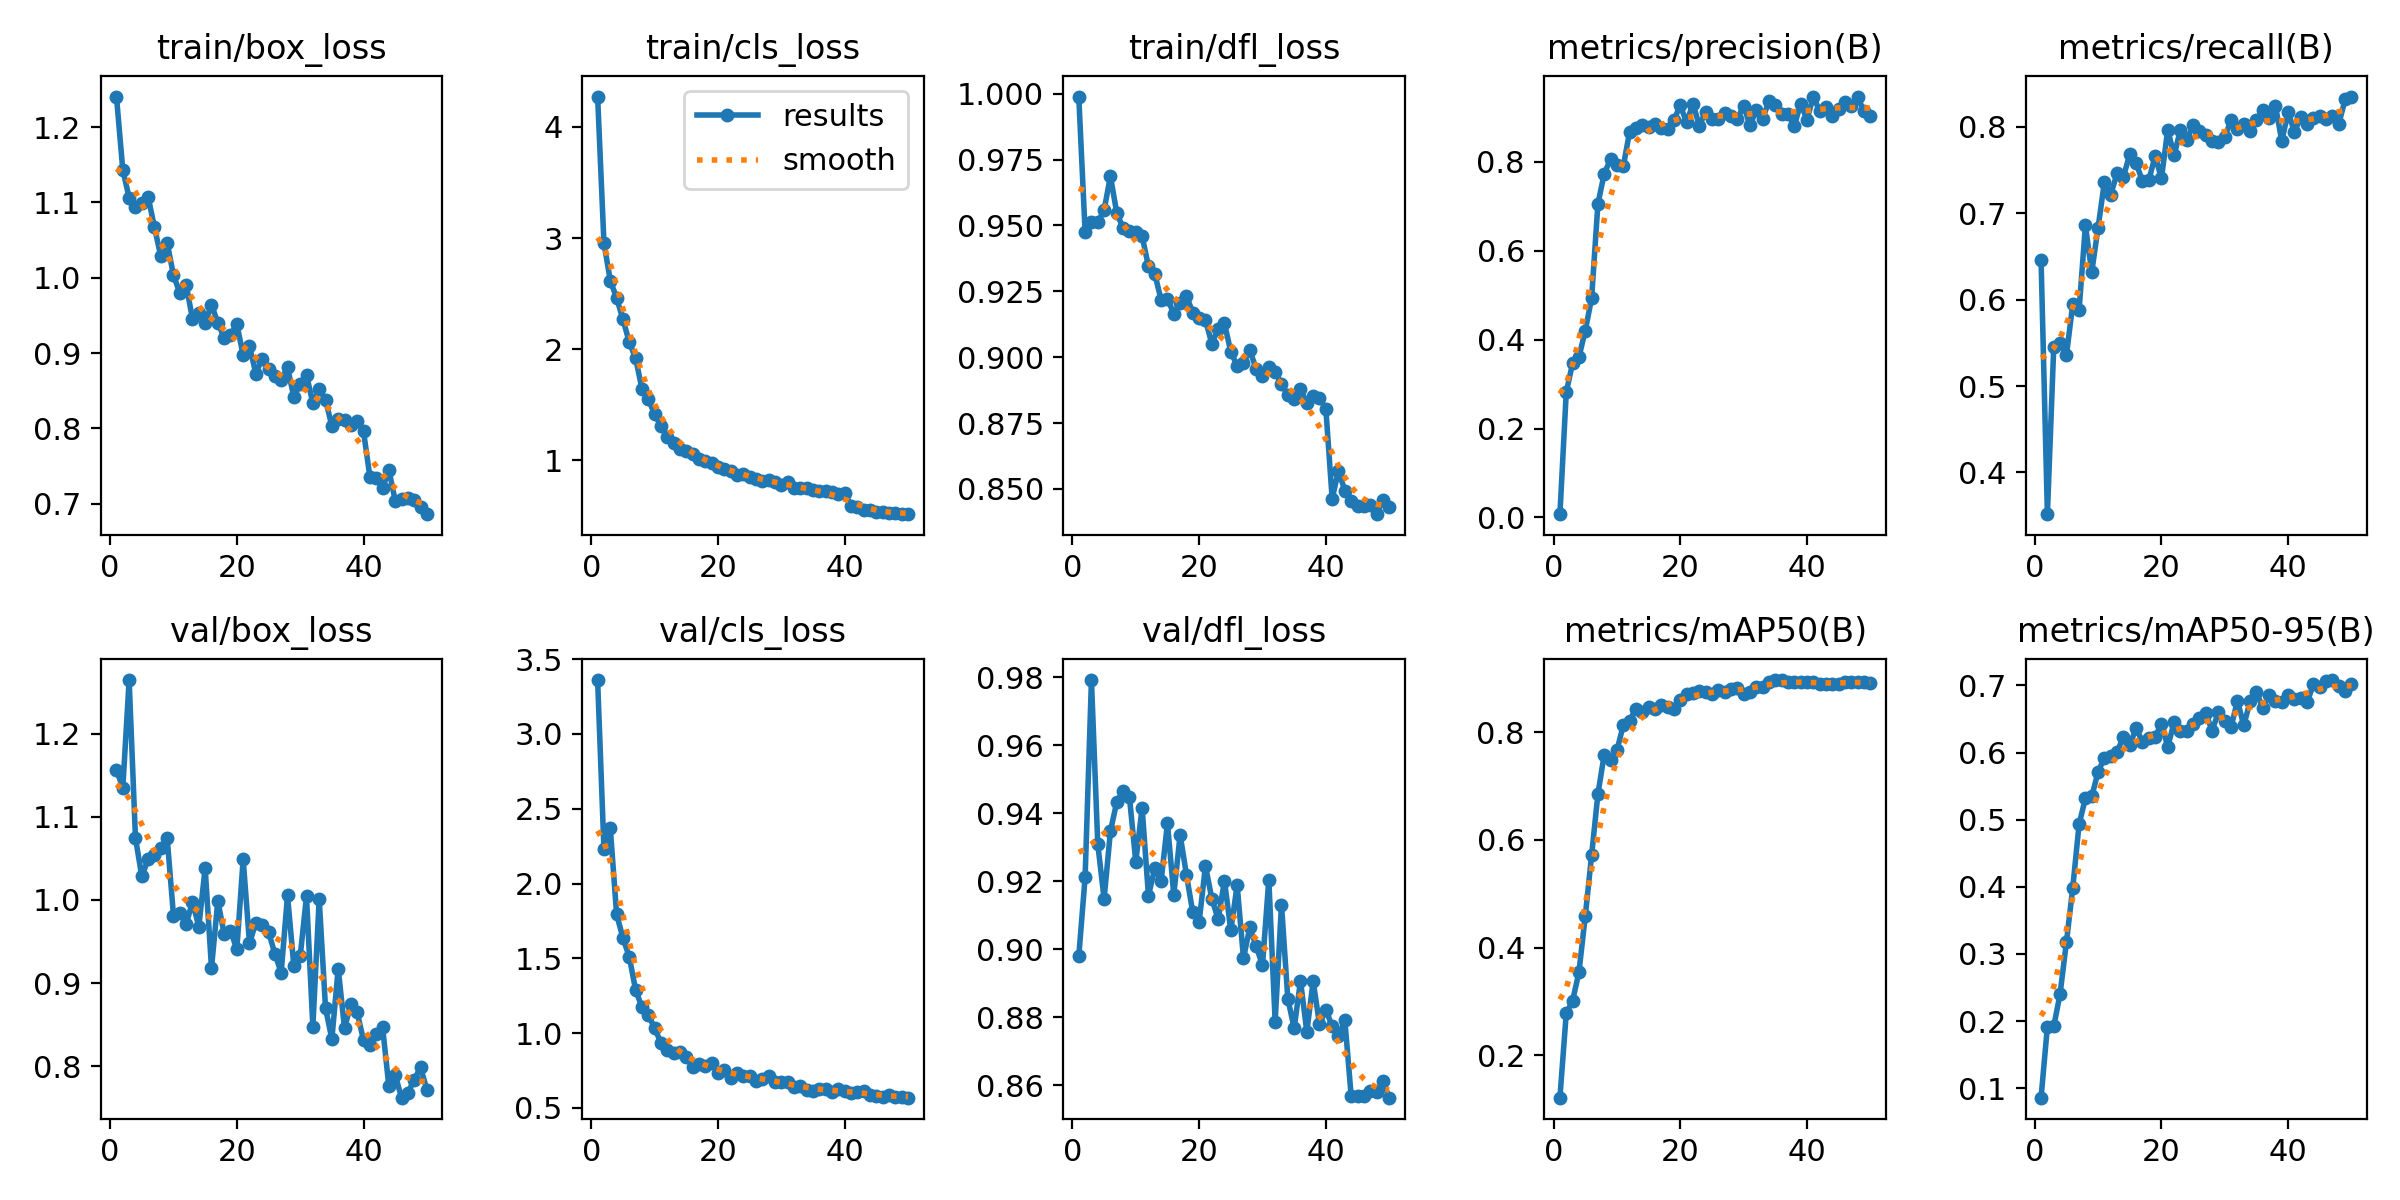 train/box_loss
1.2
1.1
1.0
0.9
0.8
0.7
0 20 40
train/cls_loss
results
smooth
4
3
2
1
0 20 40
train/dfl_loss
1.000
0.975
0.950
0.925
0.900
0.875
0.850
0 20 40
metrics/precision(B)
0.8
0.6
0.4
0.2
0.0
0 20 40
metrics/recall(B)
0.8
0.7
0.6
0.5
0.4
0 20 40
val/box_loss
1.2
1.1
1.0
0.9
0.8
0 20 40
val/cls_loss
3.5
3.0
2.5
2.0
1.5
1.0
0.5
0 20 40
val/dfl_loss
0.98
0.96
0.94
0.92
0.90
0.88
0.86
0 20 40
metrics/mAP50(B)
0.8
0.6
0.4
0.2
0 20 40
metrics/mAP50-95(B)
0.7
0.6
0.5
0.4
0.3
0.2
0.1
0 20 40